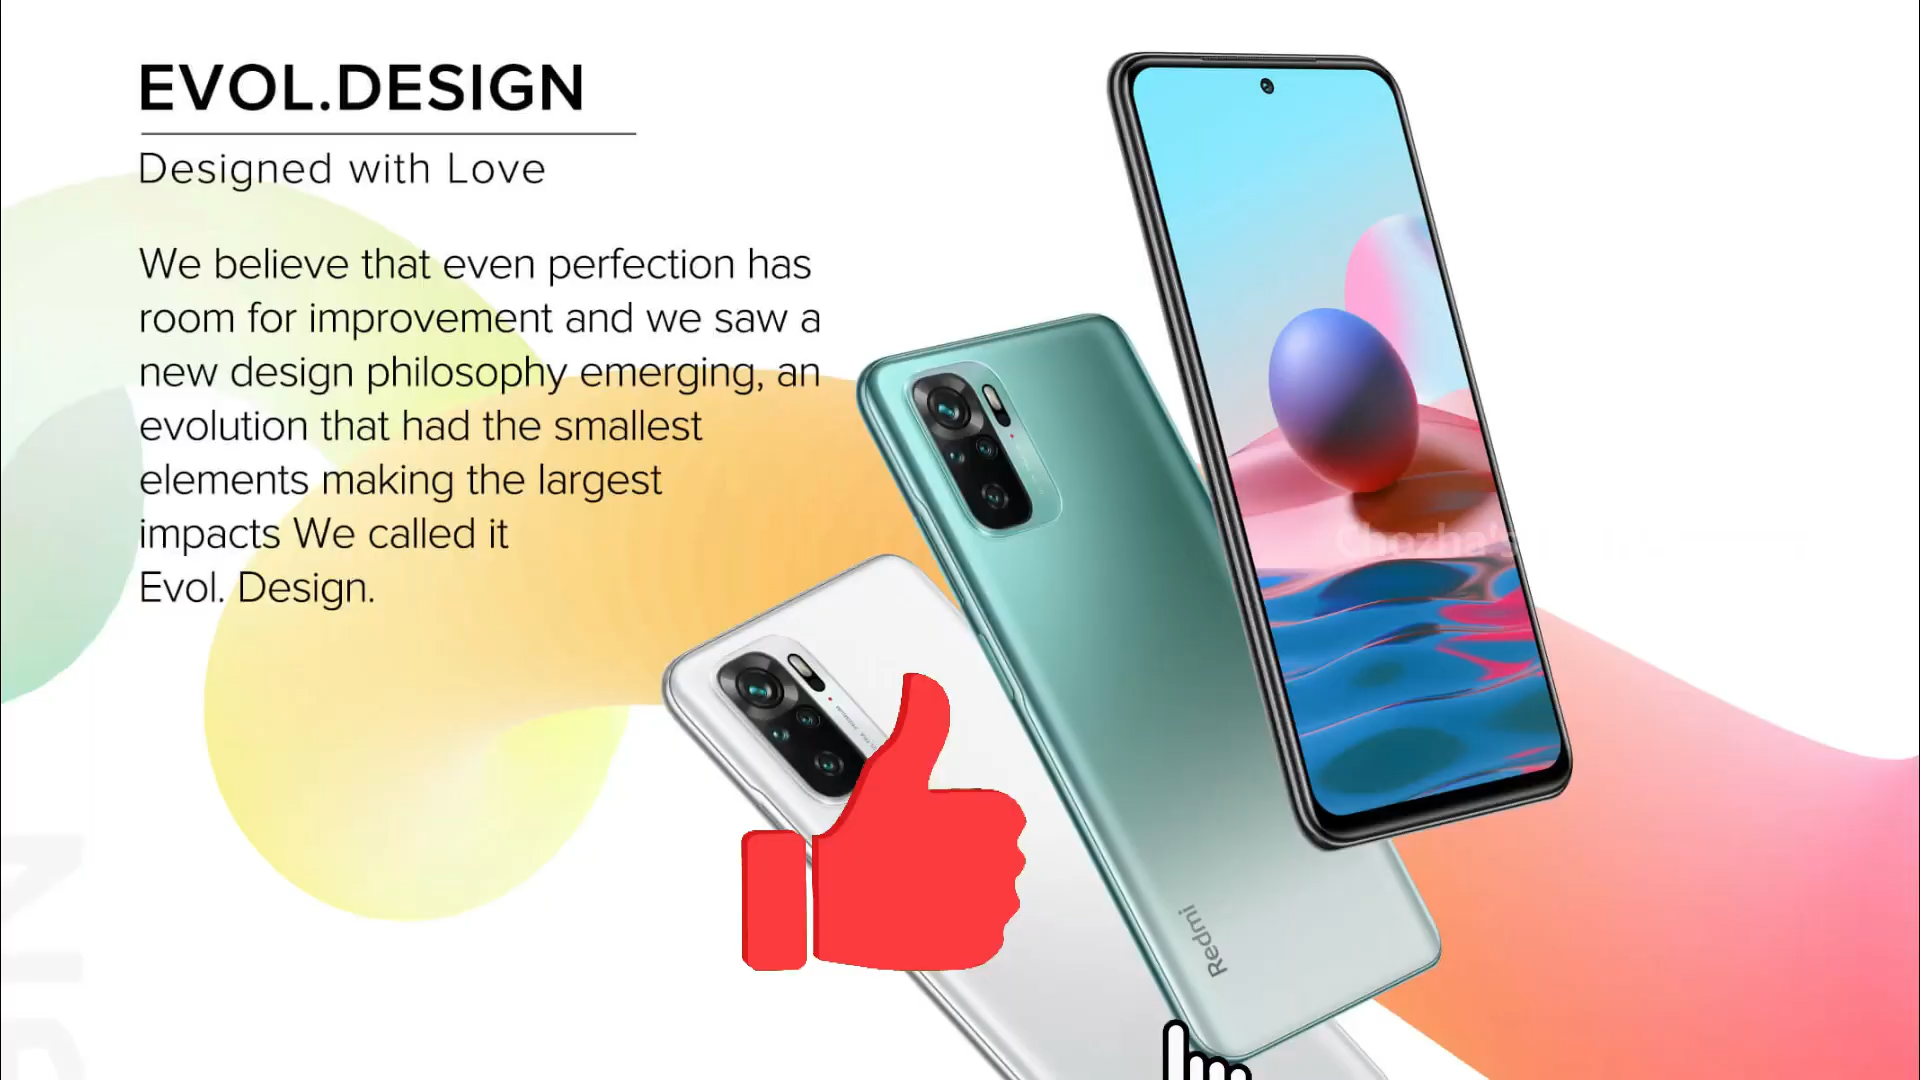 EVOL.DESIGN
Designed with Love
We believe that even perfection has
room for improvement and we saw a
new design philosophy emerging, an
evolution that had the smallest
elements making the largest
impacts We called it
Evol. Design.
Chozha's
Redmi